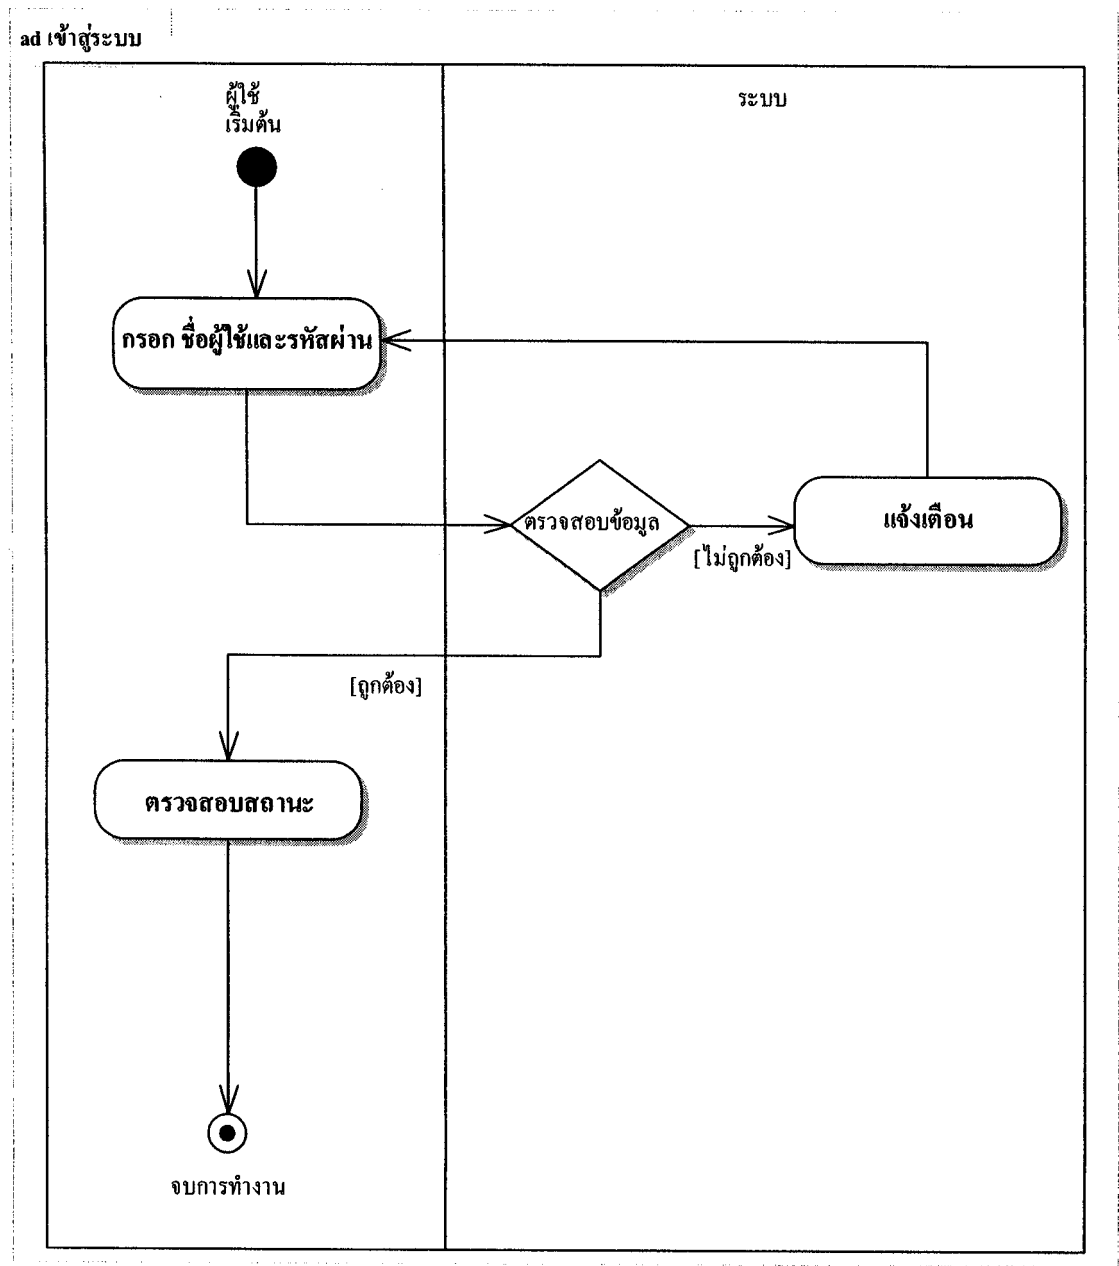 ad เข้าสู่ระบบ
ผู้ใช้
เริ่มต้น
ระบบ
กรอก ชื่อผู้ใช้และรหัสผ่าน
ตรวจสอบข้อมูล
[ไม่ถูกต้อง]
แจ้งเตือน
[ถูกต้อง]
ตรวจสอบสถานะ
จบการทำงาน